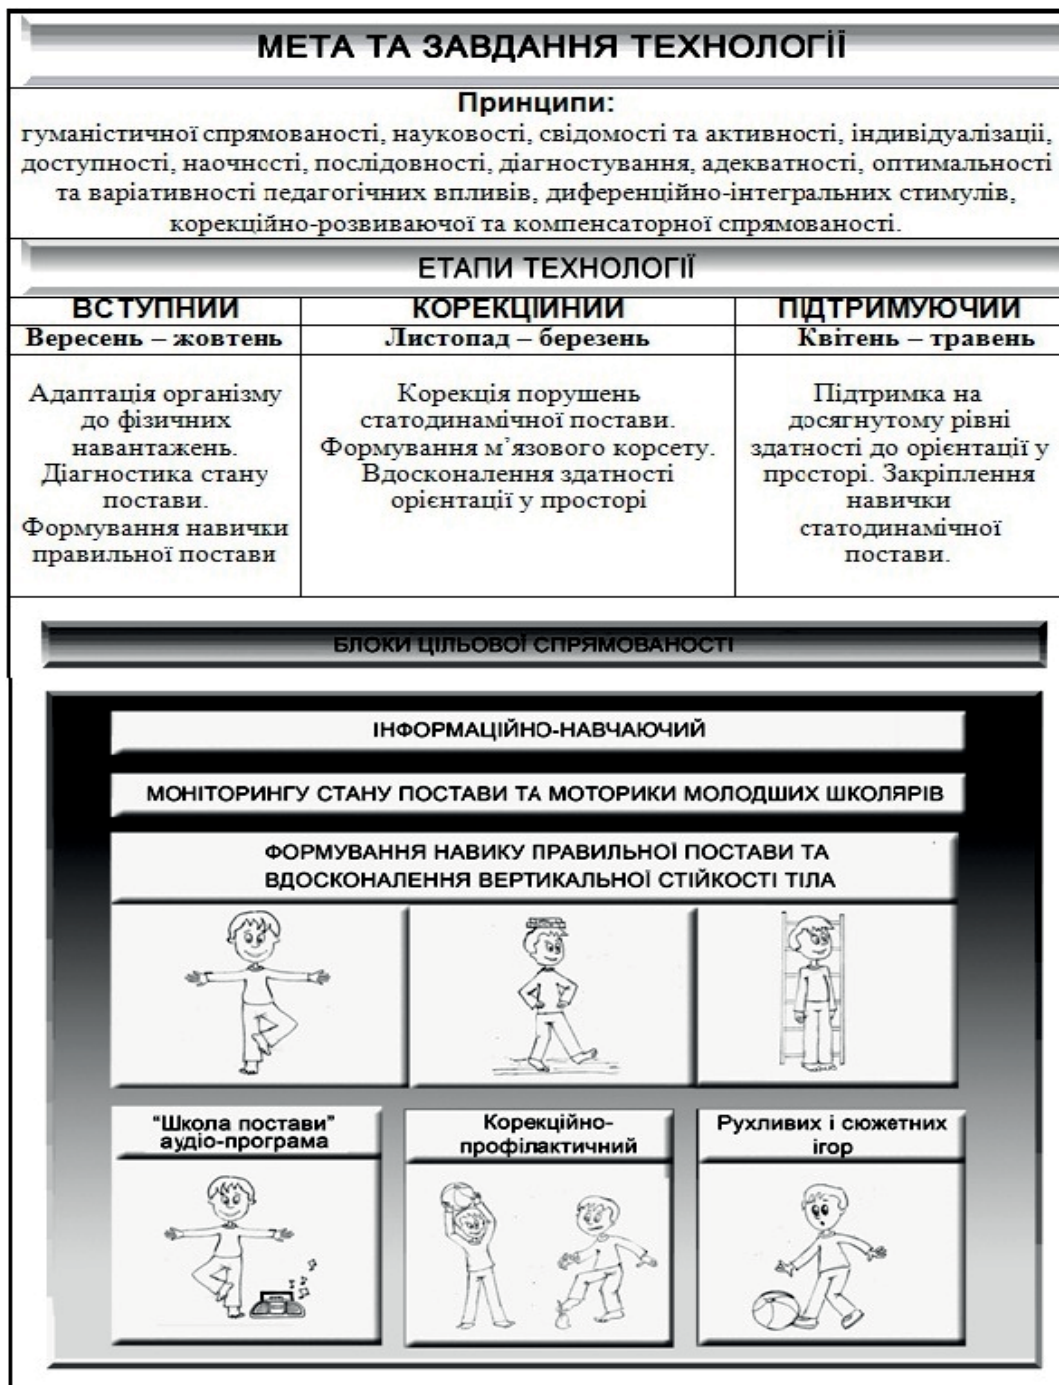 МЕТА ТА ЗАВДАННЯ ТЕХНОЛОГІЇ
Принципи:
гуманістичної спрямованості, науковості, свідомості та активності, індивідуалізаціі,
доступності, наочності, послідовності, діагностування, адекватності, оптимальності
та варіативності педагогічних впливів, диференційно-інтегральних стимулів,
корекційно-розвиваючої та компенсаторної спрямованості.
ЕТАПИ ТЕХНОЛОГІЇ
ВСТУПНИЙ
Вересень – жовтень
Адаптація організму
до фізичних
навантажень.
Діагностика стану
постави.
Формування навички
правильної постави
КОРЕКЦІЙНИЙ
Листопад – березень
Корекція порушень
статодинамічної постави.
Формування м’язового корсету.
Вдосконалення здатності
орієнтації у просторі
ПІДТРИМУЮЧИЙ
Квітень – травень
Підтримка на
досягнутому рівні
здатності до орієнтації у
просторі. Закріплення
навички
статодинамічної
постави.
БЛОКИ ЦІЛЬОВОЇ СПРЯМОВАНОСТІ
ІНФОРМАЦІЙНО-НАВЧАЮЧИЙ
МОНІТОРИНГУ СТАНУ ПОСТАВИ ТА МОТОРИКИ МОЛОДШИХ ШКОЛЯРІВ
ФОРМУВАННЯ НАВИКУ ПРАВИЛЬНОЇ ПОСТАВИ ТА
ВДОСКОНАЛЕННЯ ВЕРТИКАЛЬНОЇ СТІЙКОСТІ ТІЛА
“Школа постави”
аудіо-програма
Корекційно-
профілактичний
Рухливих і сюжетних
ігор